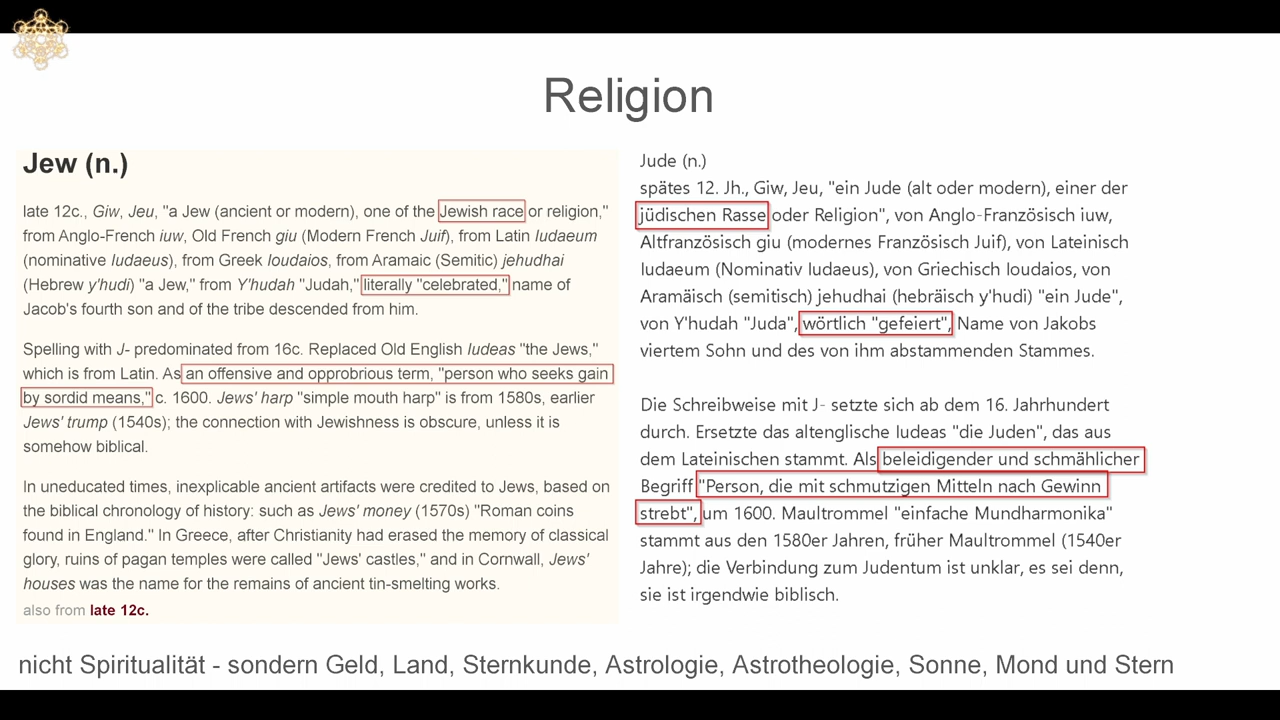 Religion
Jew (n.)
late 12c., Giw, Jeu, "a Jew (ancient or modern), one of the Jewish race or religion,"
from Anglo-French iuw, Old French giu (Modern French Juif), from Latin Iudaeum
(nominative Iudaeus), from Greek Ioudaios, from Aramaic (Semitic) jehudhai
(Hebrew y'hudi) "a Jew," from Y'hudah "Judah," literally "celebrated," name of
Jacob's fourth son and of the tribe descended from him.
Spelling with J- predominated from 16c. Replaced Old English Iudeas "the Jews,"
which is from Latin. As an offensive and opprobrious term, "person who seeks gain
by sordid means," c. 1600. Jews' harp "simple mouth harp" is from 1580s, earlier
Jews' trump (1540s); the connection with Jewishness is obscure, unless it is
somehow biblical.
In uneducated times, inexplicable ancient artifacts were credited to Jews, based on
the biblical chronology of history: such as Jews' money (1570s) "Roman coins
found in England." In Greece, after Christianity had erased the memory of classical
glory, ruins of pagan temples were called "Jews' castles," and in Cornwall, Jews'
houses was the name for the remains of ancient tin-smelting works.
also from late 12c.
Jude (n.)
spätes 12. Jh., Giw, Jeu, "ein Jude (alt oder modern), einer der
jüdischen Rasse oder Religion", von Anglo-Französisch iuw,
Altfranzösisch giu (modernes Französisch Juif), von Lateinisch
Iudaeum (Nominativ Iudaeus), von Griechisch Ioudaios, von
Aramäisch (semitisch) jehudhai (hebräisch y'hudi) "ein Jude",
von Y'hudah "Juda", wörtlich "gefeiert", Name von Jakobs
viertem Sohn und des von ihm abstammenden Stammes.
Die Schreibweise mit J- setzte sich ab dem 16. Jahrhundert
durch. Ersetzte das altenglische Iudeas "die Juden", das aus
dem Lateinischen stammt. Als beleidigender und schmählicher
Begriff "Person, die mit schmutzigen Mitteln nach Gewinn
strebt", um 1600. Maultrommel "einfache Mundharmonika"
stammt aus den 1580er Jahren, früher Maultrommel (1540er
Jahre); die Verbindung zum Judentum ist unklar, es sei denn,
sie ist irgendwie biblisch.
nicht Spiritualität - sondern Geld, Land, Sternkunde, Astrologie, Astrotheologie, Sonne, Mond und Stern